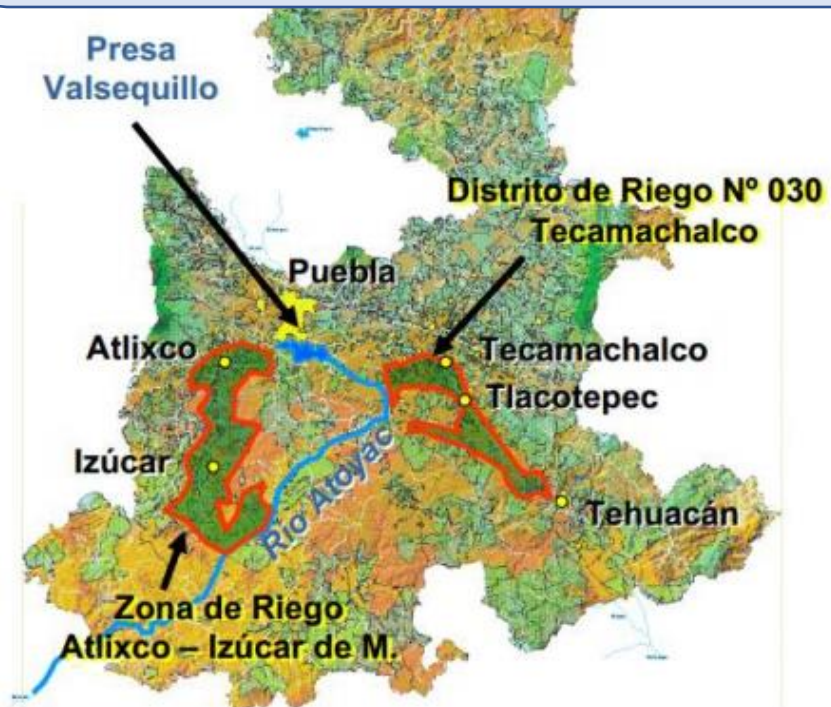 Presa
Valsequillo
Distrito de Riego Nº 030
Tecamachalco
Puebla
Atlixco
Tecamachalco
Tlacotepec
Izúcar
Río Atoyac
Tehuacán
Zona de Riego
Atlixco – Izúcar de M.